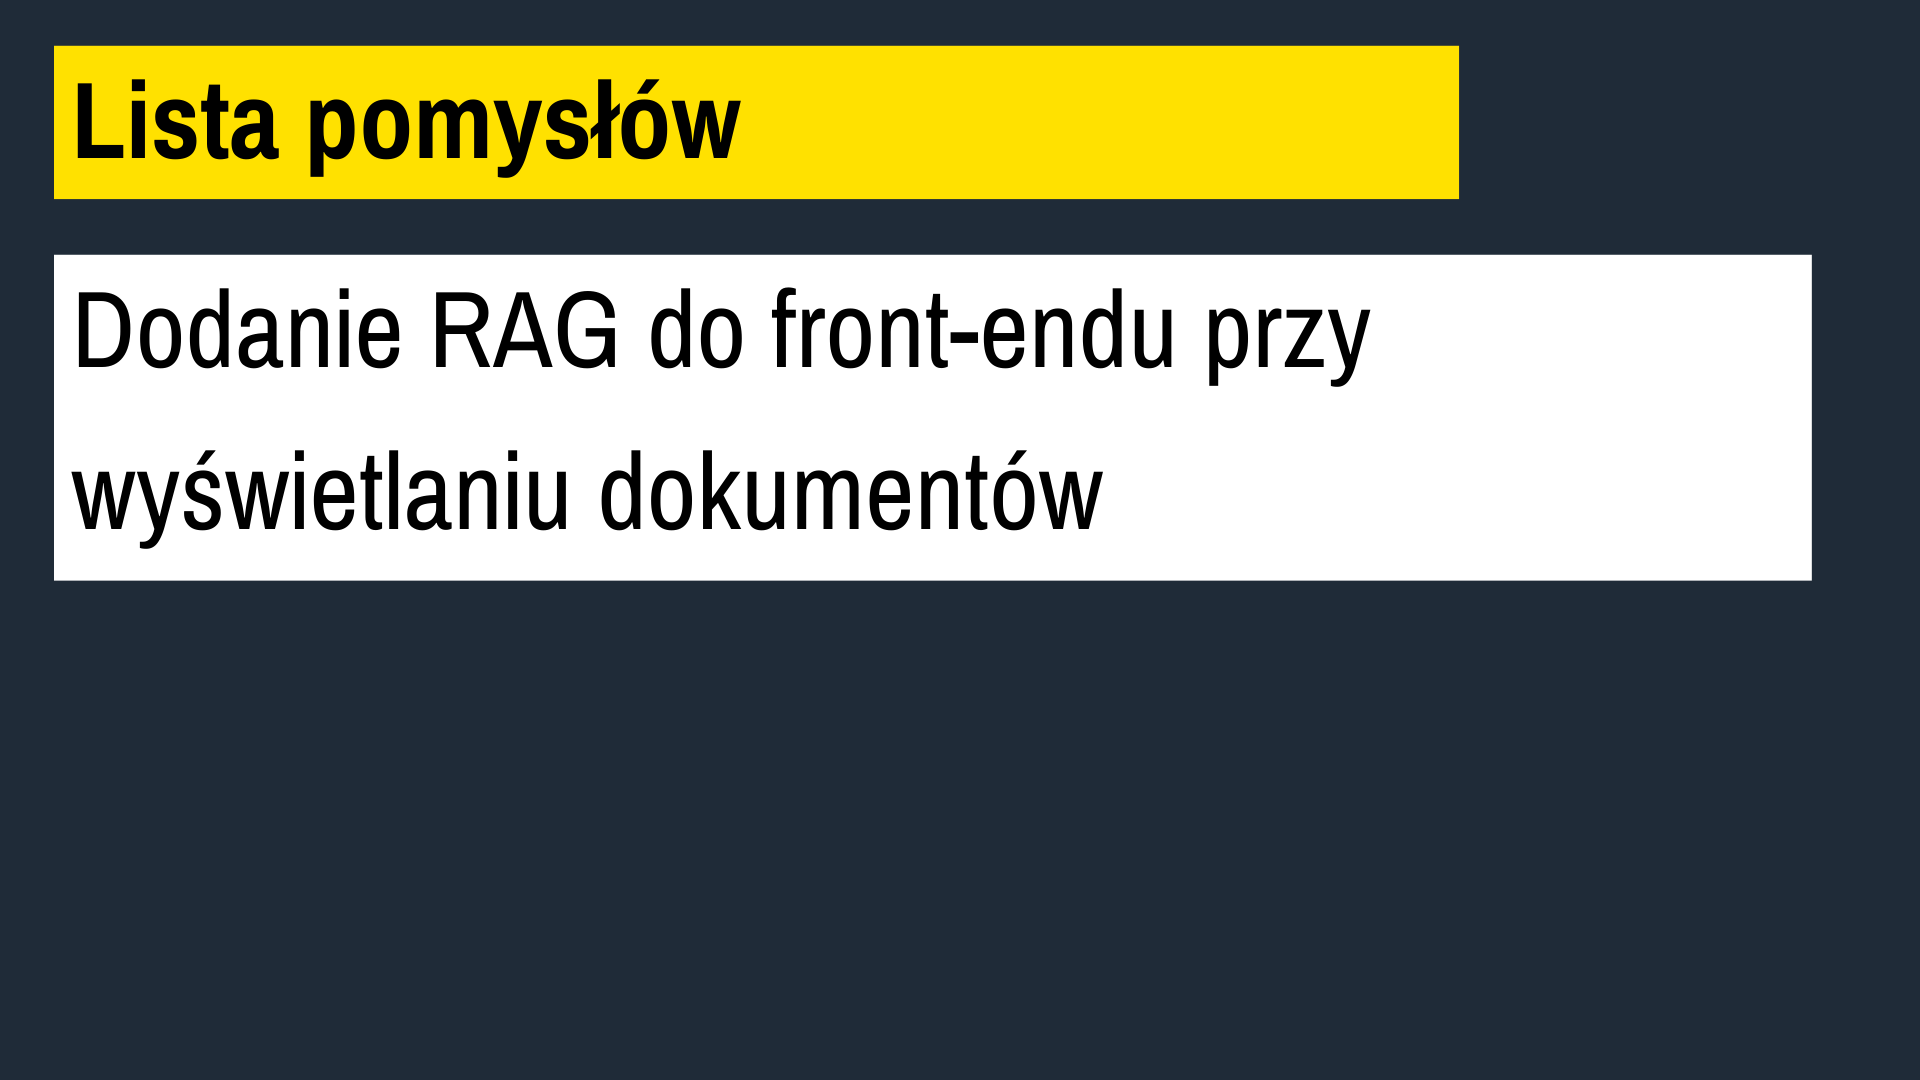 Lista pomysłów
Dodanie RAG do front-endu przy
wyświetlaniu dokumentów